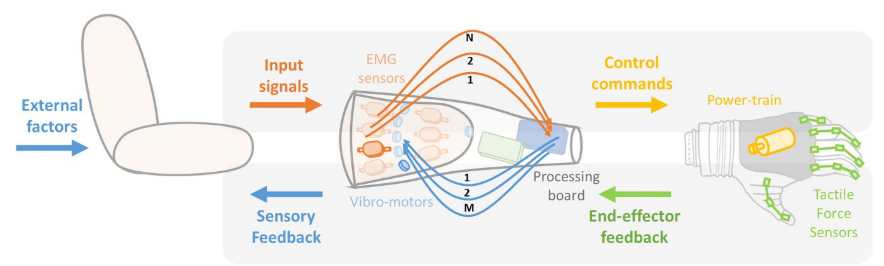 External
factors
Input
signals
EMG
sensors
N
2
1
Control
commands
Power-train
1
2
M
Processing
board
Vibro-motors
Sensory
Feedback
End-effector
feedback
Tactile
Force
Sensors